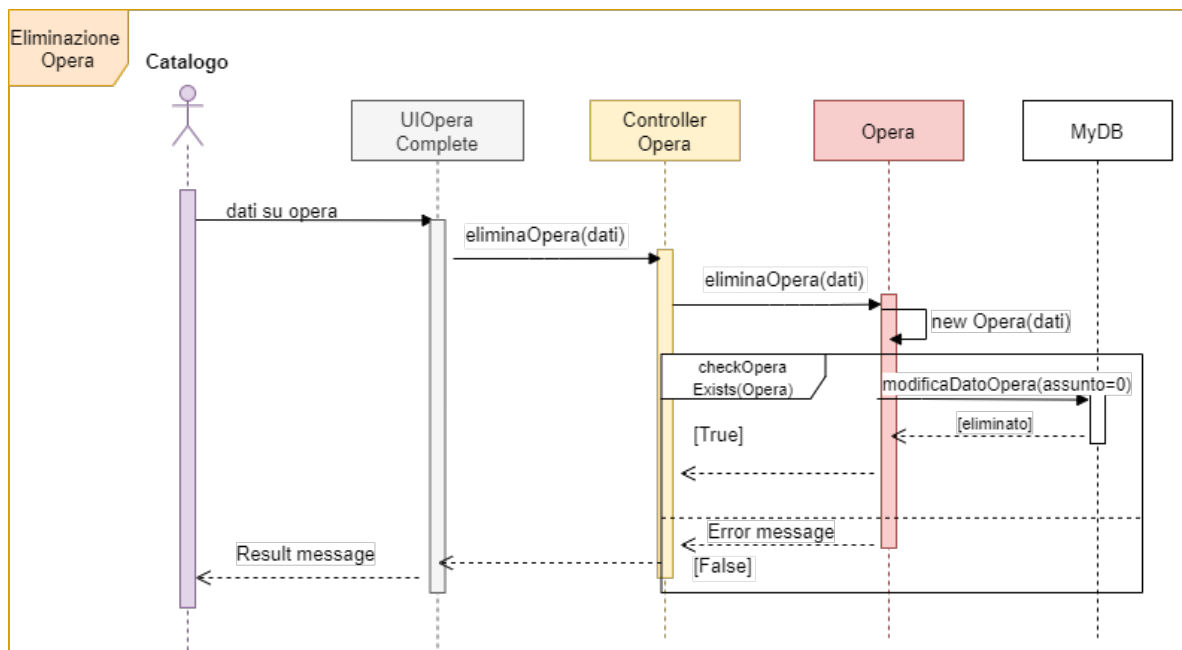 Eliminazione
Opera
Catalogo
UIOpera
Complete
Controller
Opera
Opera
MyDB
dati su opera
eliminaOpera(dati)
eliminaOpera(dati)
new Opera(dati)
checkOpera
Exists(Opera)
modificaDatoOpera(assunto=0)
[eliminato]
[True]
Error message
Result message
[False]